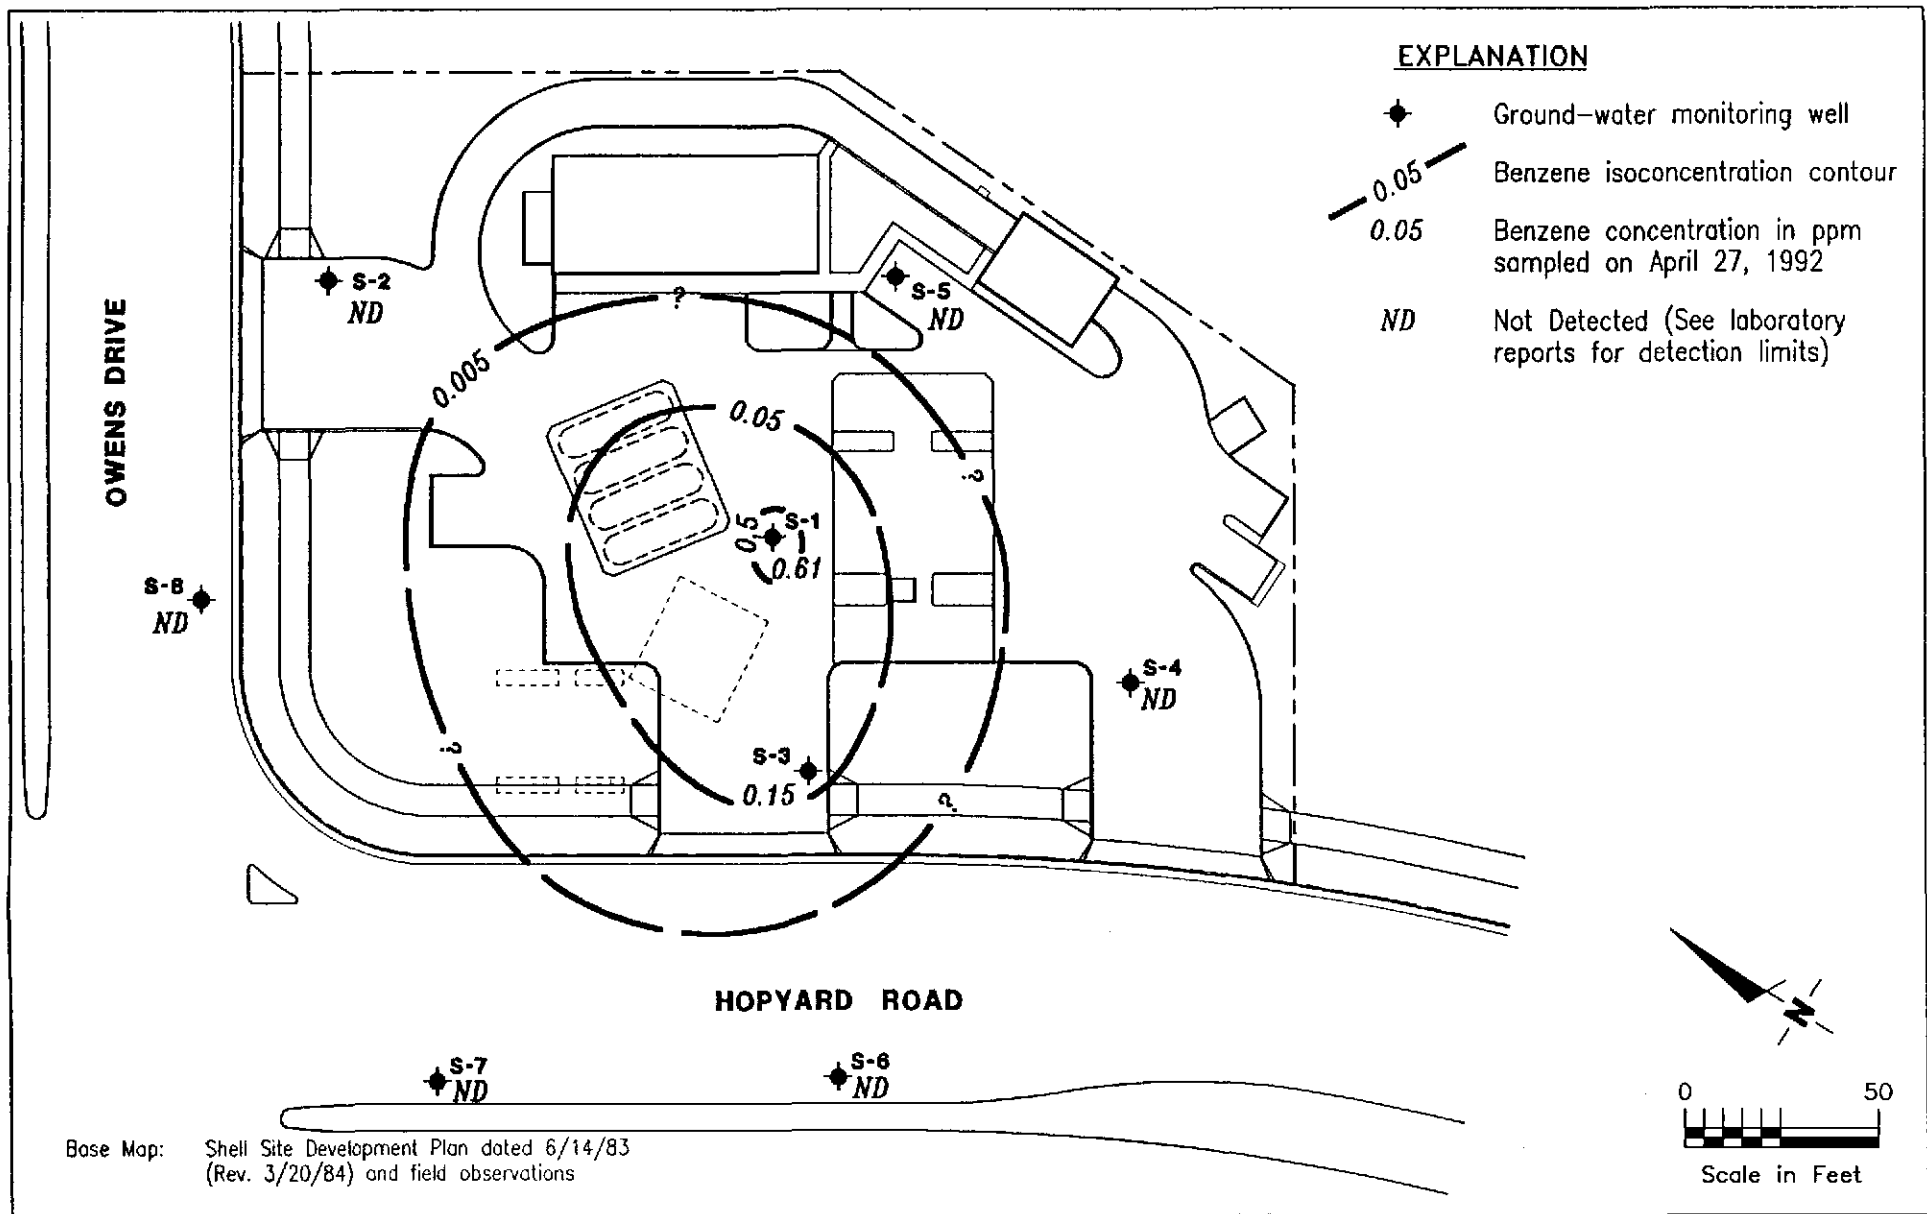 EXPLANATION
Ground-water monitoring well
0.05
Benzene isoconcentration contour
0.05
Benzene concentration in ppm
sampled on April 27, 1992
ND
Not Detected (See laboratory
reports for detection limits)
OWENS DRIVE
S-2
ND
S-5
ND
?
0.005
0.05
?
0.5
S-1
0.61
S-8
ND
S-4
ND
?
S-3
0.15
?
HOPYARD ROAD
S-7
ND
S-6
ND
N
0 50
Scale in Feet
Base Map: Shell Site Development Plan dated 6/14/83
(Rev. 3/20/84) and field observations